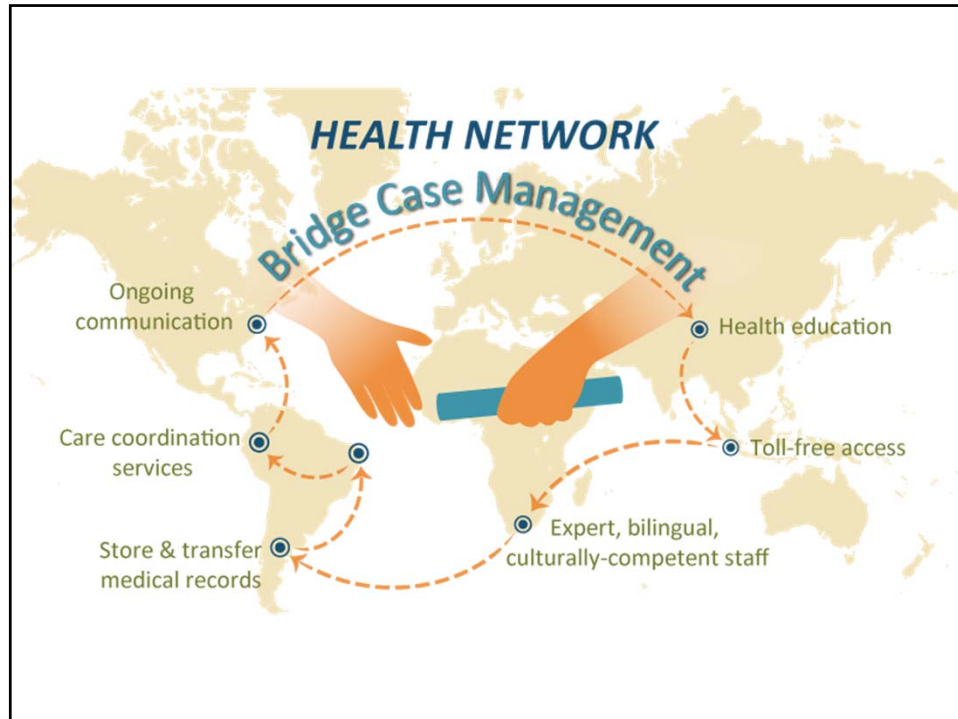 HEALTH NETWORK
Bridge Case Management
Ongoing
communication
Health education
Care coordination
services
Toll-free access
Store & transfer
medical records
Expert, bilingual,
culturally-competent staff